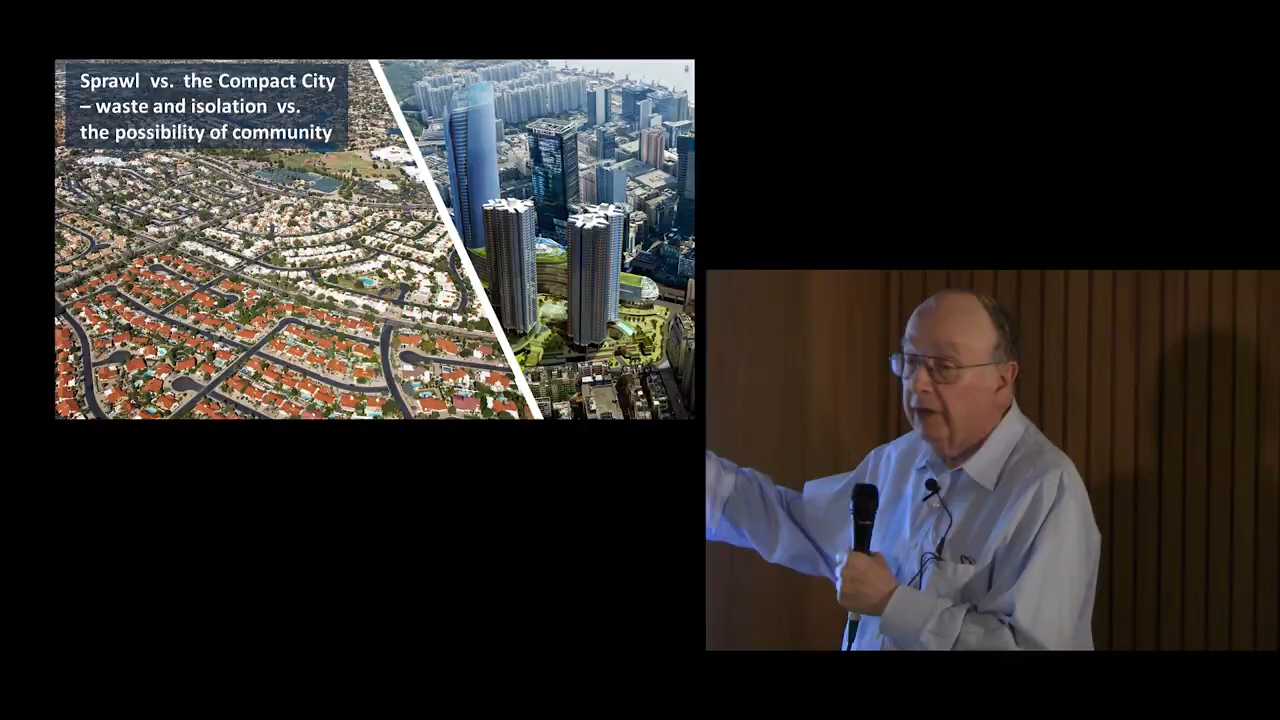 Sprawl vs. the Compact City
– waste and isolation vs.
the possibility of community